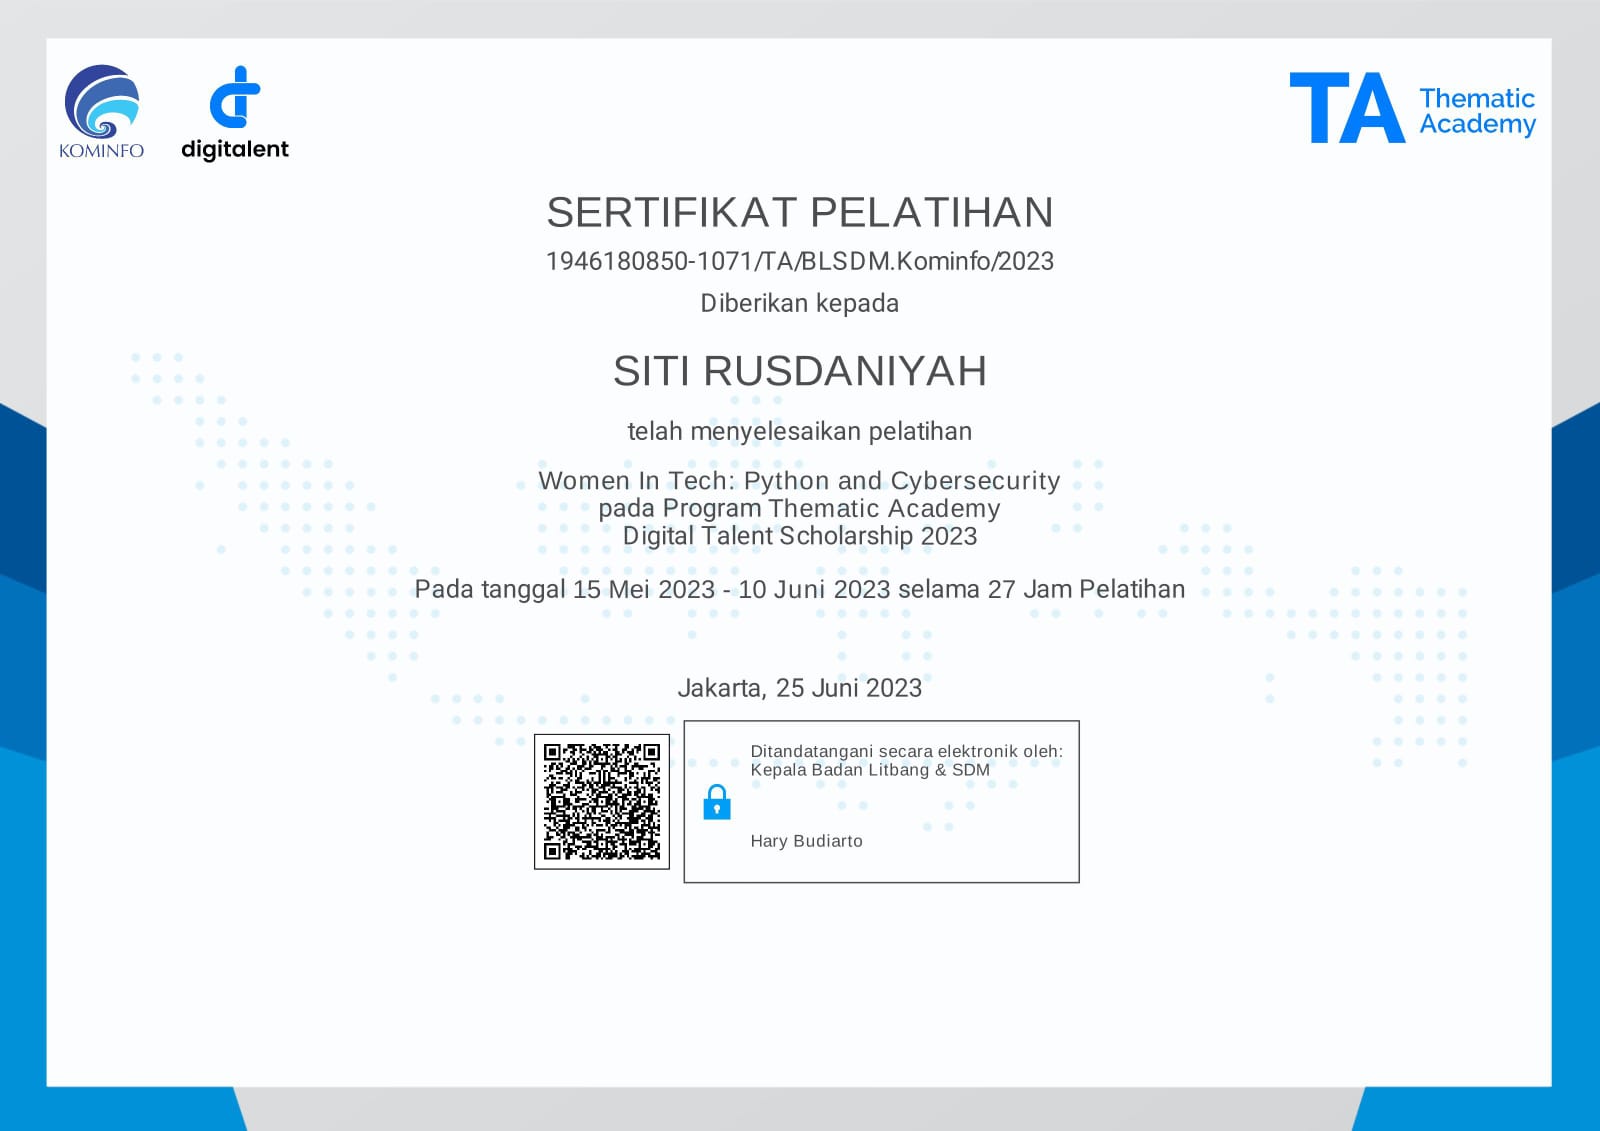 KOMINFO
digitalent
TA
Thematic
Academy
SERTIFIKAT PELATIHAN
1946180850-1071/TA/BLSDM.Kominfo/2023
Diberikan kepada
SITI RUSDANIYAH
telah menyelesaikan pelatihan
Women In Tech: Python and Cybersecurity
pada Program Thematic Academy
Digital Talent Scholarship 2023
Pada tanggal 15 Mei 2023 - 10 Juni 2023 selama 27 Jam Pelatihan
Jakarta, 25 Juni 2023
Ditandatangani secara elektronik oleh:
Kepala Badan Litbang & SDM
Hary Budiarto